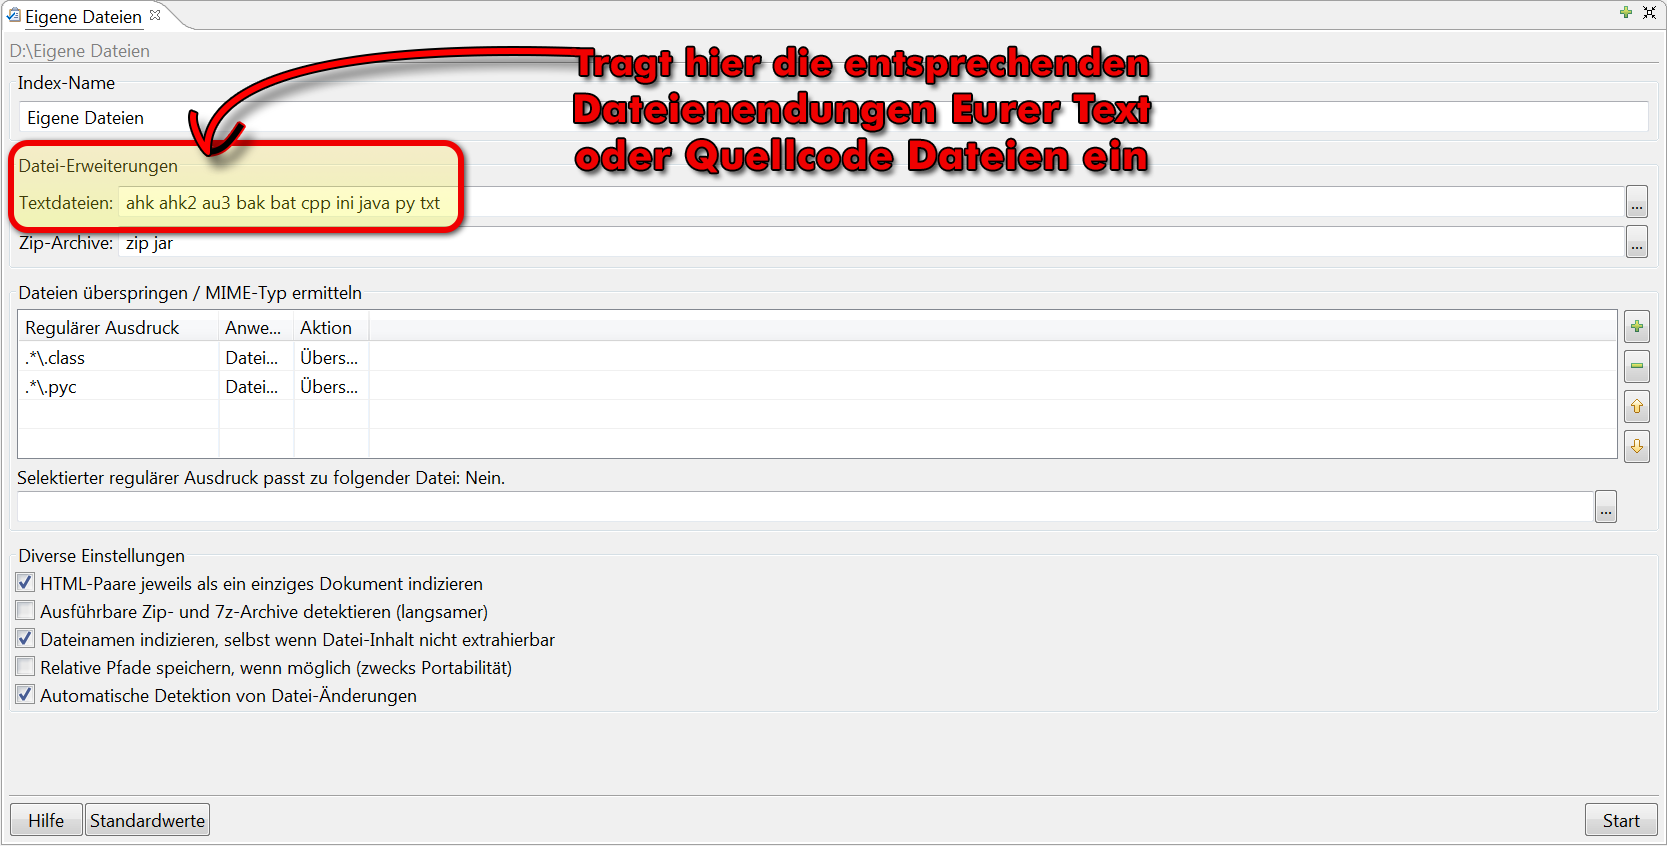 Eigene Dateien
D:\Eigene Dateien
Tragt hier die entsprechenden
Dateienendungen Eurer Text
oder Quellcode Dateien ein
Index-Name
Eigene Dateien
Datei-Erweiterungen
Textdateien: ahk ahk2 au3 bak bat cpp ini java py txt ...
Zip-Archive: zip jar ...
Dateien überspringen / MIME-Typ ermitteln
Regulärer Ausdruck Anwe... Aktion
.*\.class Datei... Übers...
.*\.pyc Datei... Übers...
Selektierter regulärer Ausdruck passt zu folgender Datei: Nein.
...
Diverse Einstellungen
HTML-Paare jeweils als ein einziges Dokument indizieren
Ausführbare Zip- und 7z-Archive detektieren (langsamer)
Dateinamen indizieren, selbst wenn Datei-Inhalt nicht extrahierbar
Relative Pfade speichern, wenn möglich (zwecks Portabilität)
Automatische Detektion von Datei-Änderungen
Hilfe Standardwerte Start